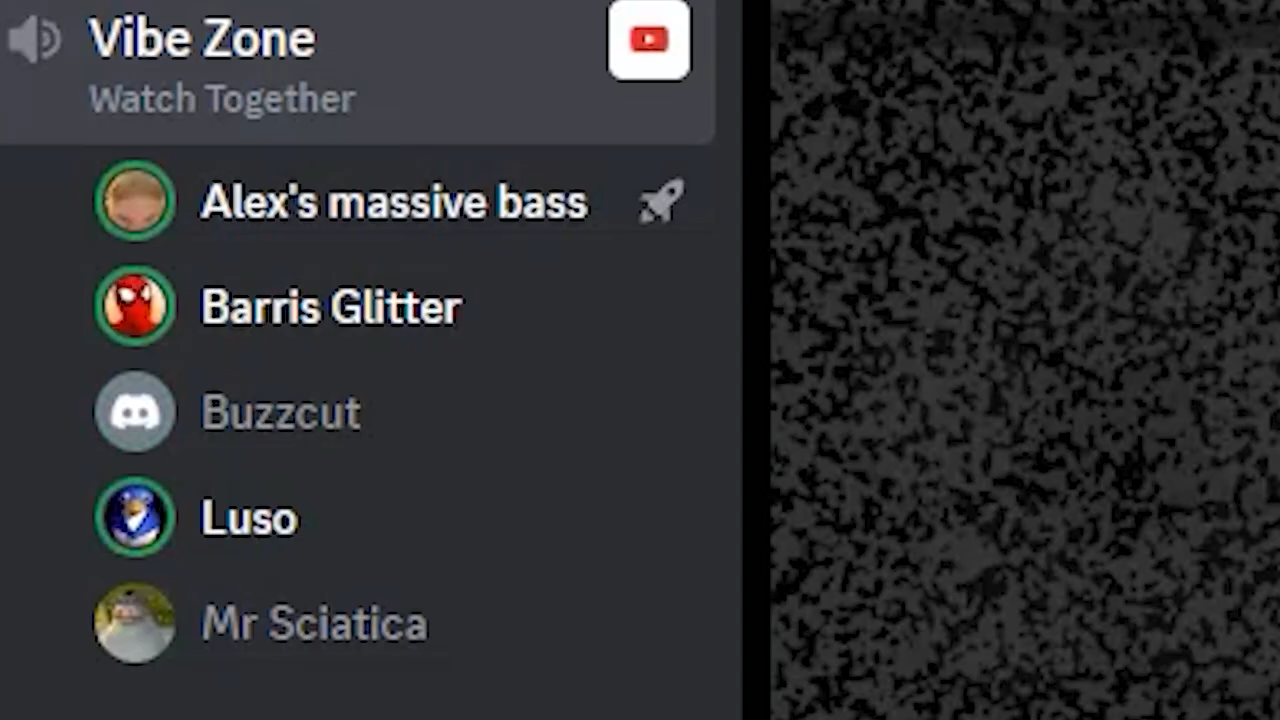 Vibe Zone
Watch Together
Alex's massive bass
Barris Glitter
Buzzcut
Luso
Mr Sciatica